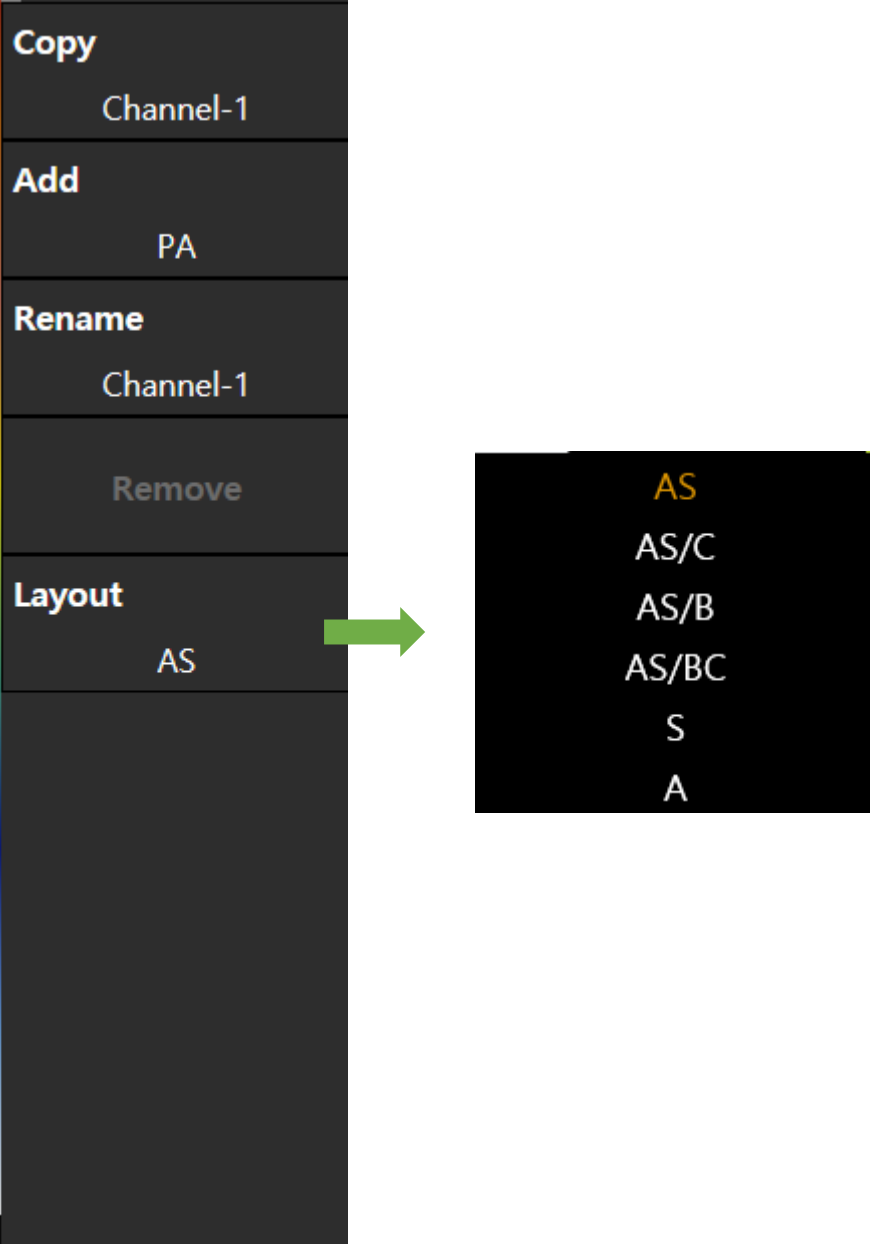 Copy
Channel-1
Add
PA
Rename
Channel-1
Remove
Layout
AS
AS
AS/C
AS/B
AS/BC
S
A